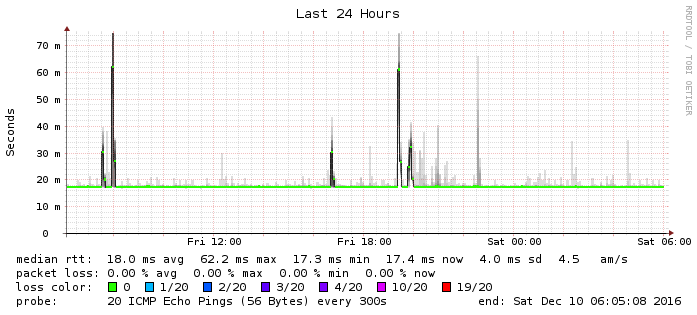 Last 24 Hours
RRDTOOL / TOBI OETIKER
Seconds
70 m
60 m
50 m
40 m
30 m
20 m
10 m
0
Fri 12:00 Fri 18:00 Sat 00:00 Sat 06:00
median rtt: 18.0 ms avg 62.2 ms max 17.3 ms min 17.4 ms now 4.0 ms sd 4.5 am/s
packet loss: 0.00 % avg 0.00 % max 0.00 % min 0.00 % now
loss color: 0 1/20 2/20 3/20 4/20 10/20 19/20
probe: 20 ICMP Echo Pings (56 Bytes) every 300s end: Sat Dec 10 06:05:08 2016